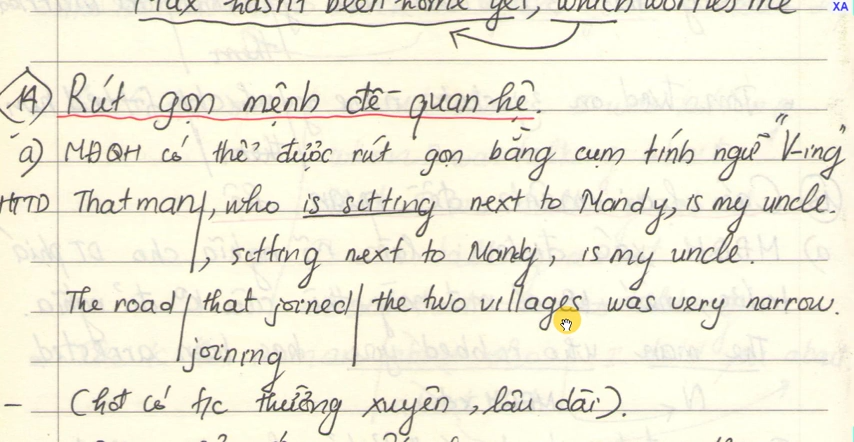 XA
Max hasn't been home yet, which worries me
14 Rút gọn mệnh đề quan hệ.
a) MĐQH có thể được rút gọn bằng cụm tính ngữ "V-ing"
HTTD That man, who is sitting next to Mandy, is my uncle.
, sitting next to Mandy, is my uncle.
The road that joined the two villages was very narrow.
joining
- (hđt có t/c thường xuyên, lâu dài).